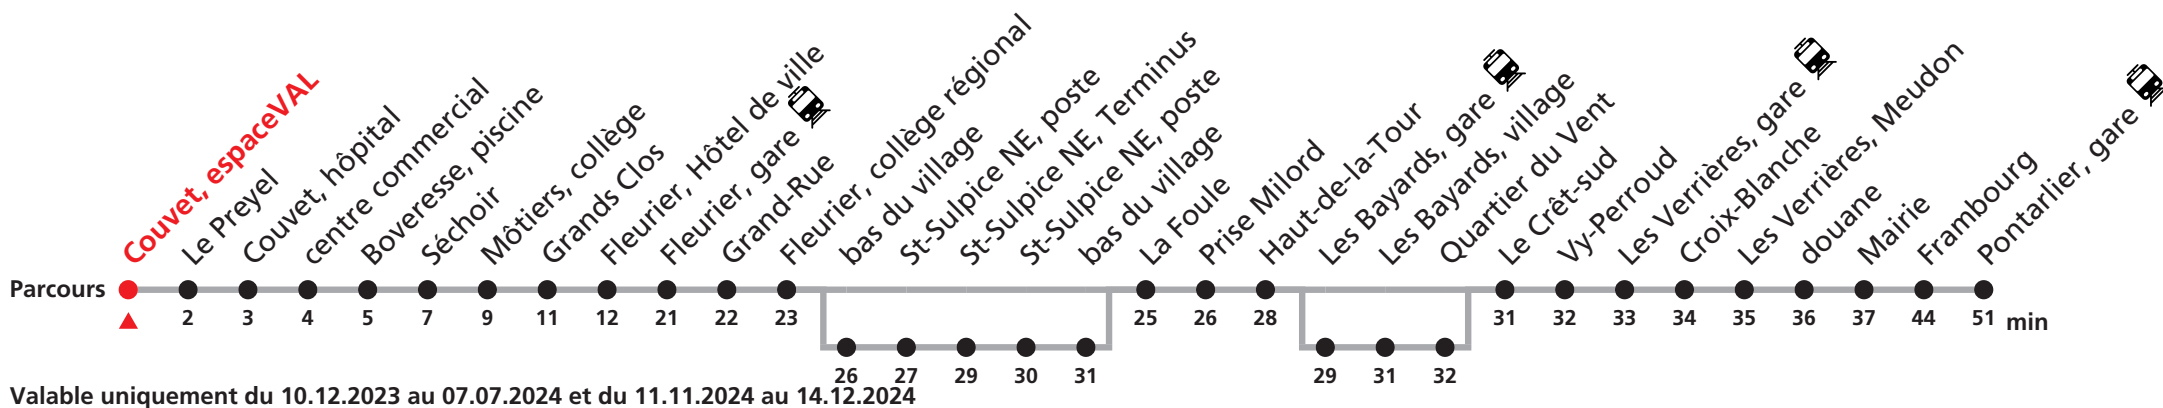 Couvet, espaceVAL
Le Preyel
Couvet, hôpital
centre commercial
Boveresse, piscine
Séchoir
Môtiers, collège
Grands Clos
Fleurier, Hôtel de ville
Fleurier, gare
Grand-Rue
Fleurier, collège régional
bas du village
St-Sulpice NE, poste
St-Sulpice NE, Terminus
St-Sulpice NE, poste
bas du village
La Foule
Prise Milord
Haut-de-la-Tour
Les Bayards, gare
Les Bayards, village
Quartier du Vent
Le Crêt-sud
Vy-Perroud
Les Verrières, gare
Croix-Blanche
Les Verrières, Meudon
douane
Mairie
Frambourg
Pontarlier, gare
Parcours
2 3 4 5 7 9 11 12 21 22 23 25 26 28 31 32 33 34 35 36 37 44 51 min
26 27 29 30 31 29 31 32
Valable uniquement du 10.12.2023 au 07.07.2024 et du 11.11.2024 au 14.12.2024